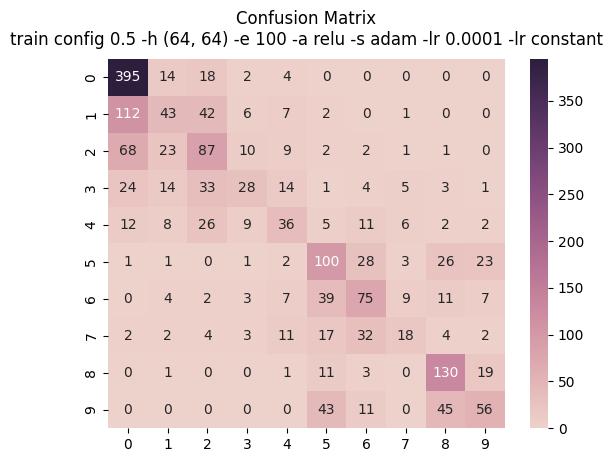 Confusion Matrix
train config 0.5 -h (64, 64) -e 100 -a relu -s adam -lr 0.0001 -lr constant
0 395 14 18 2 4 0 0 0 0 0
1 112 43 42 6 7 2 0 1 0 0
2 68 23 87 10 9 2 2 1 1 0
3 24 14 33 28 14 1 4 5 3 1
4 12 8 26 9 36 5 11 6 2 2
5 1 1 0 1 2 100 28 3 26 23
6 0 4 2 3 7 39 75 9 11 7
7 2 2 4 3 11 17 32 18 4 2
8 0 1 0 0 1 11 3 0 130 19
9 0 0 0 0 0 43 11 0 45 56
0 1 2 3 4 5 6 7 8 9
350
300
250
200
150
100
50
0